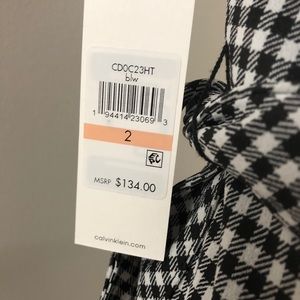 CD0C23HT
blw
1 94414 23069 3
2
MSRP $134.00
calvinklein.com